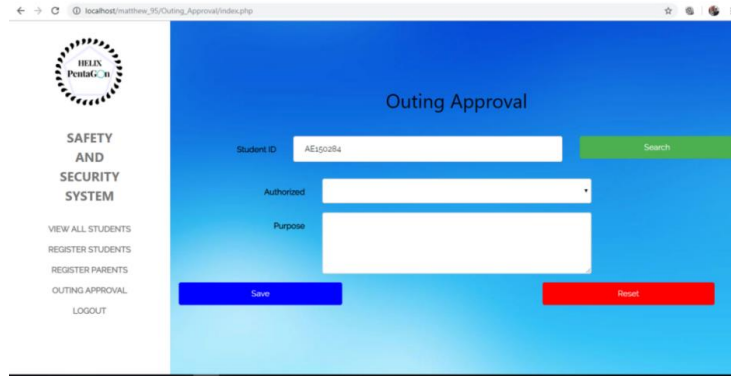 localhost/matthew_95/Outing_Approval/index.php
HELIX
PentaGon
SAFETY
AND
SECURITY
SYSTEM
VIEW ALL STUDENTS
REGISTER STUDENTS
REGISTER PARENTS
OUTING APPROVAL
LOGOUT
Outing Approval
Student ID
AE150284
Search
Authorized
Purpose
Save
Reset